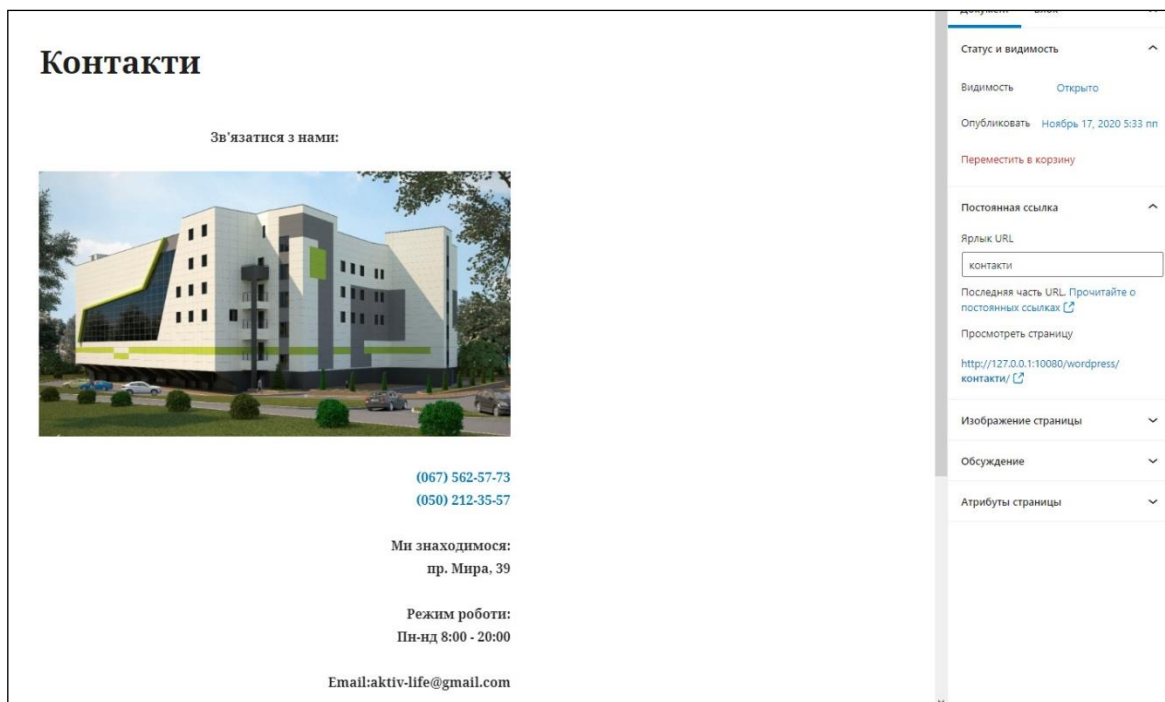 Контакти
Зв'язатися з нами:
(067) 562-57-73
(050) 212-35-57
Ми знаходимося:
пр. Мира, 39
Режим роботи:
Пн-нд 8:00 - 20:00
Email:aktiv-life@gmail.com
Статус и видимость
Видимость Открыто
Опубликовать Ноябрь 17, 2020 5:33 пп
Переместить в корзину
Постоянная ссылка
Ярлык URL
контакти
Последняя часть URL. Прочитайте о
постоянных ссылках
Просмотреть страницу
http://127.0.0.1:10080/wordpress/
контакти/
Изображение страницы
Обсуждение
Атрибуты страницы